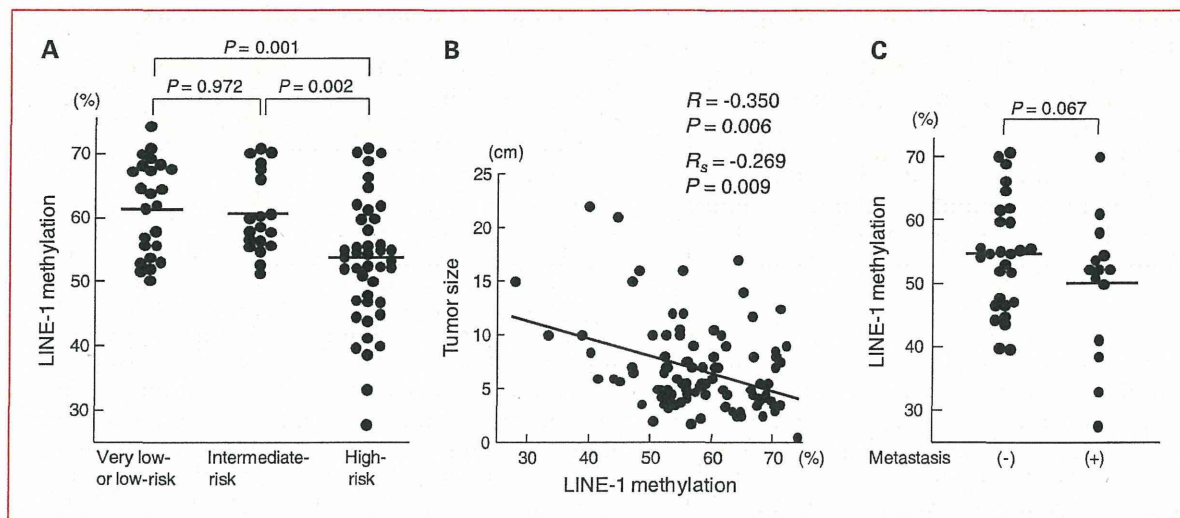 A
P = 0.001
P = 0.972
P = 0.002
(%)
70
60
50
40
30
LINE-1 methylation
Very low-
or low-risk
Intermediate-
risk
High-
risk
B
R = -0.350
P = 0.006
Rs = -0.269
P = 0.009
(cm)
25
20
15
10
5
0
Tumor size
30
40
50
60
70
(%)
LINE-1 methylation
C
P = 0.067
(%)
70
60
50
40
30
LINE-1 methylation
Metastasis
(-)
(+)